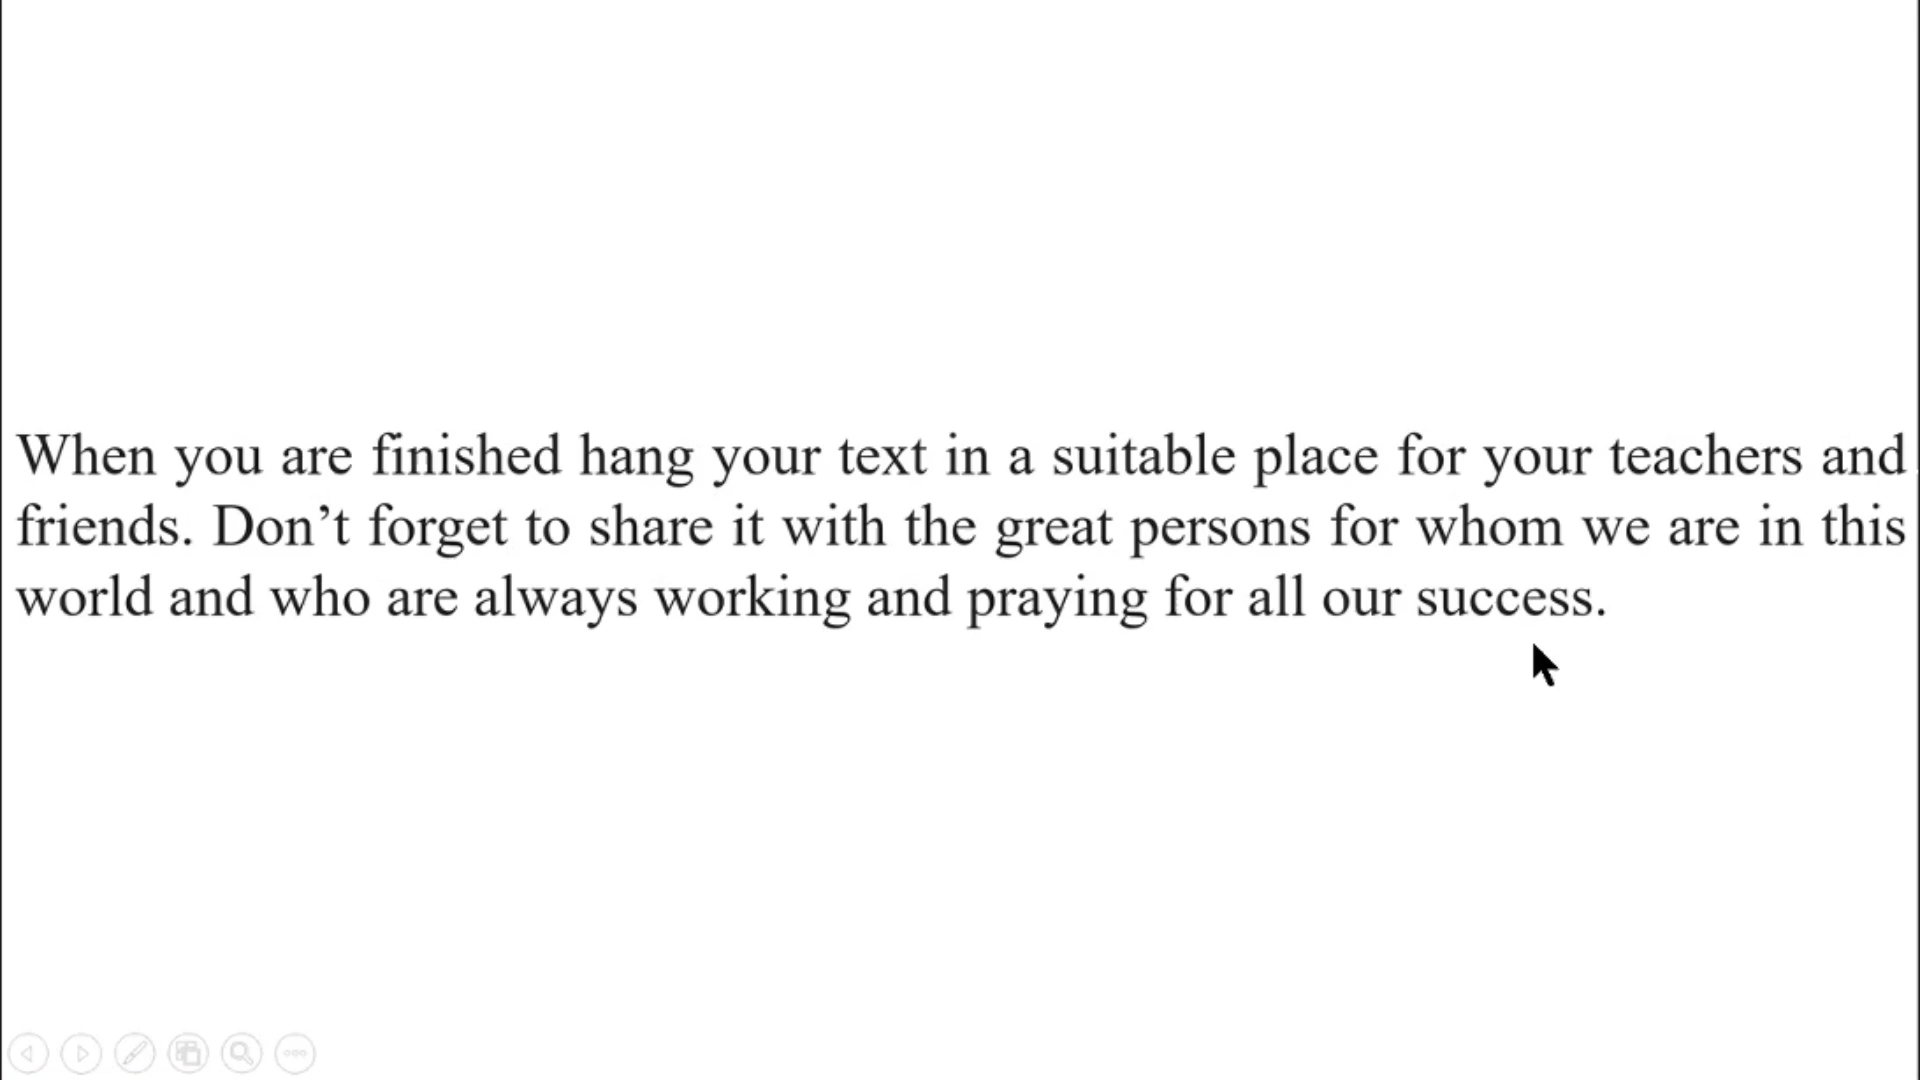 When you are finished hang your text in a suitable place for your teachers and
friends. Don’t forget to share it with the great persons for whom we are in this
world and who are always working and praying for all our success.